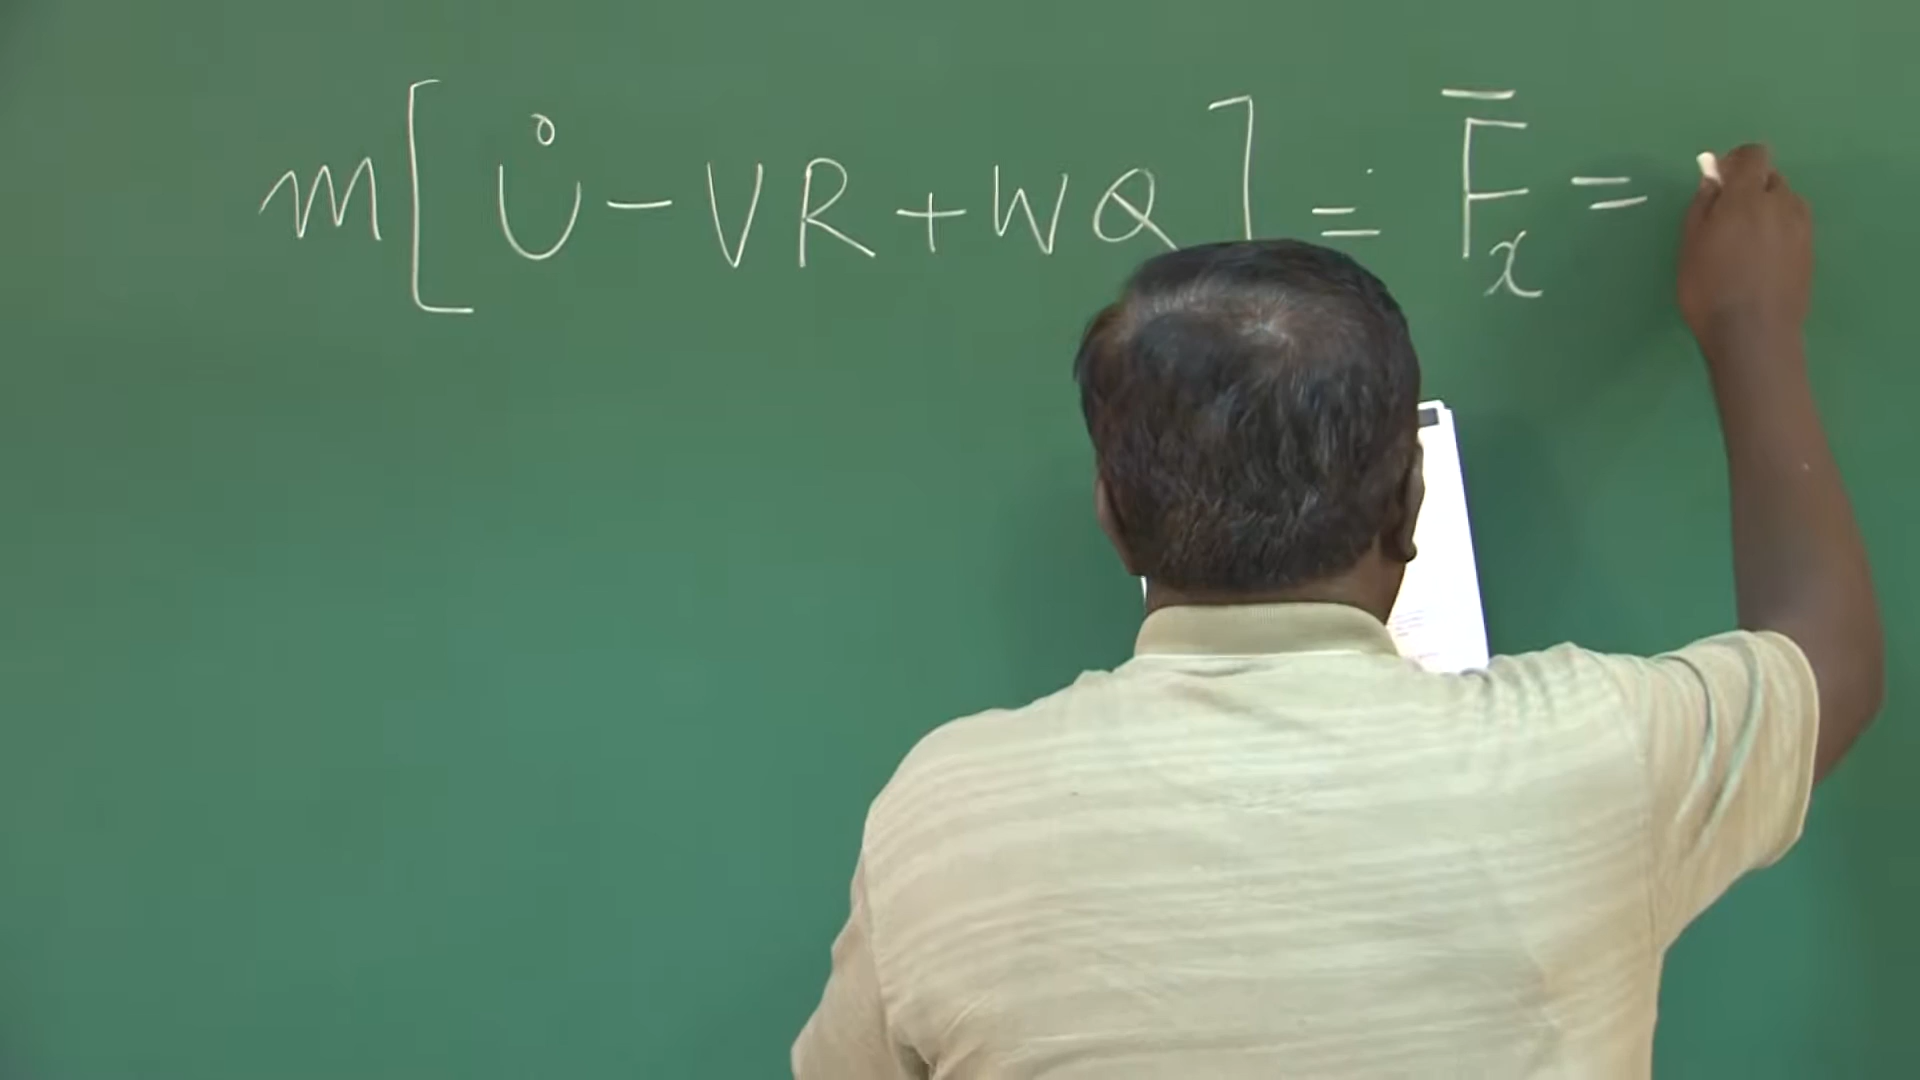 m[U̇ - VR + WQ] = F̅x =